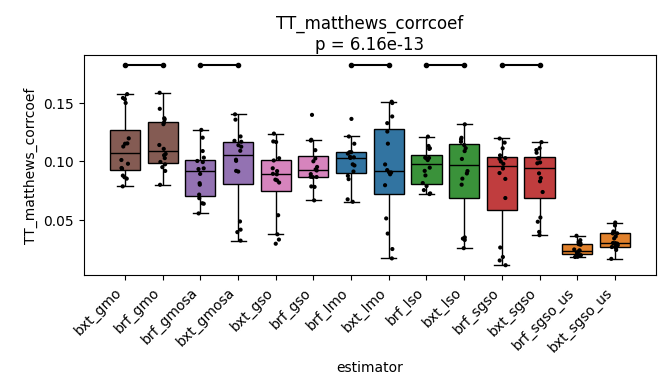 TT_matthews_corrcoef
p = 6.16e-13
TT_matthews_corrcoef
0.15
0.10
0.05
bxt_gmo
brf_gmo
brf_gmosa
bxt_gmosa
bxt_gso
brf_gso
brf_lmo
bxt_lmo
brf_lso
bxt_lso
brf_sgso
bxt_sgso
brf_sgso_us
bxt_sgso_us
estimator